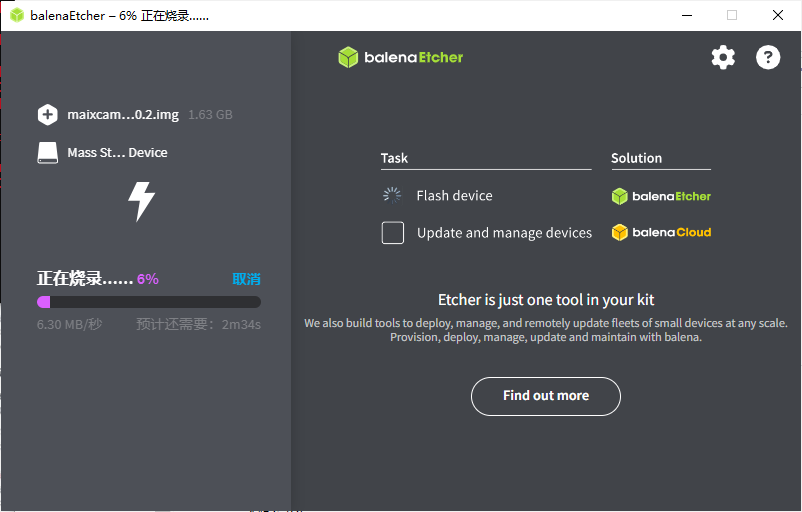 balenaEtcher – 6% 正在烧录......
balenaEtcher
maixcam...0.2.img 1.63 GB
Mass St... Device
Task Solution
Flash device balenaEtcher
Update and manage devices balenaCloud
正在烧录...... 6% 取消
6.30 MB/秒 预计还需要：2m34s
Etcher is just one tool in your kit
We also build tools to deploy, manage, and remotely update fleets of small devices at any scale.
Provision, deploy, manage, update and maintain with balena.
Find out more